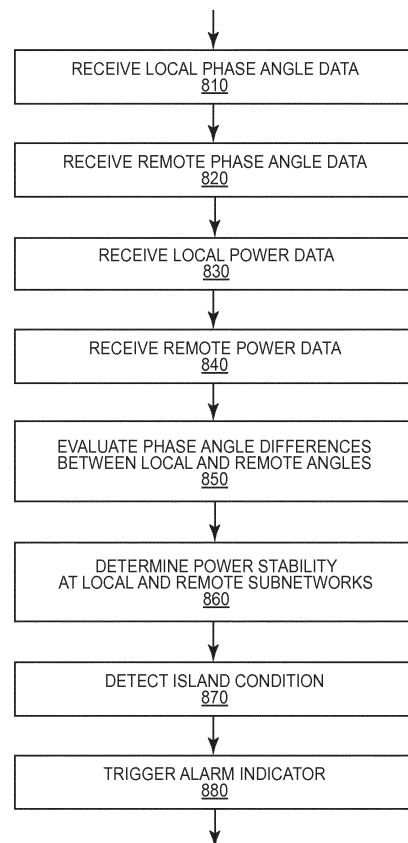 RECEIVE LOCAL PHASE ANGLE DATA
810
RECEIVE REMOTE PHASE ANGLE DATA
820
RECEIVE LOCAL POWER DATA
830
RECEIVE REMOTE POWER DATA
840
EVALUATE PHASE ANGLE DIFFERENCES
BETWEEN LOCAL AND REMOTE ANGLES
850
DETERMINE POWER STABILITY
AT LOCAL AND REMOTE SUBNETWORKS
860
DETECT ISLAND CONDITION
870
TRIGGER ALARM INDICATOR
880